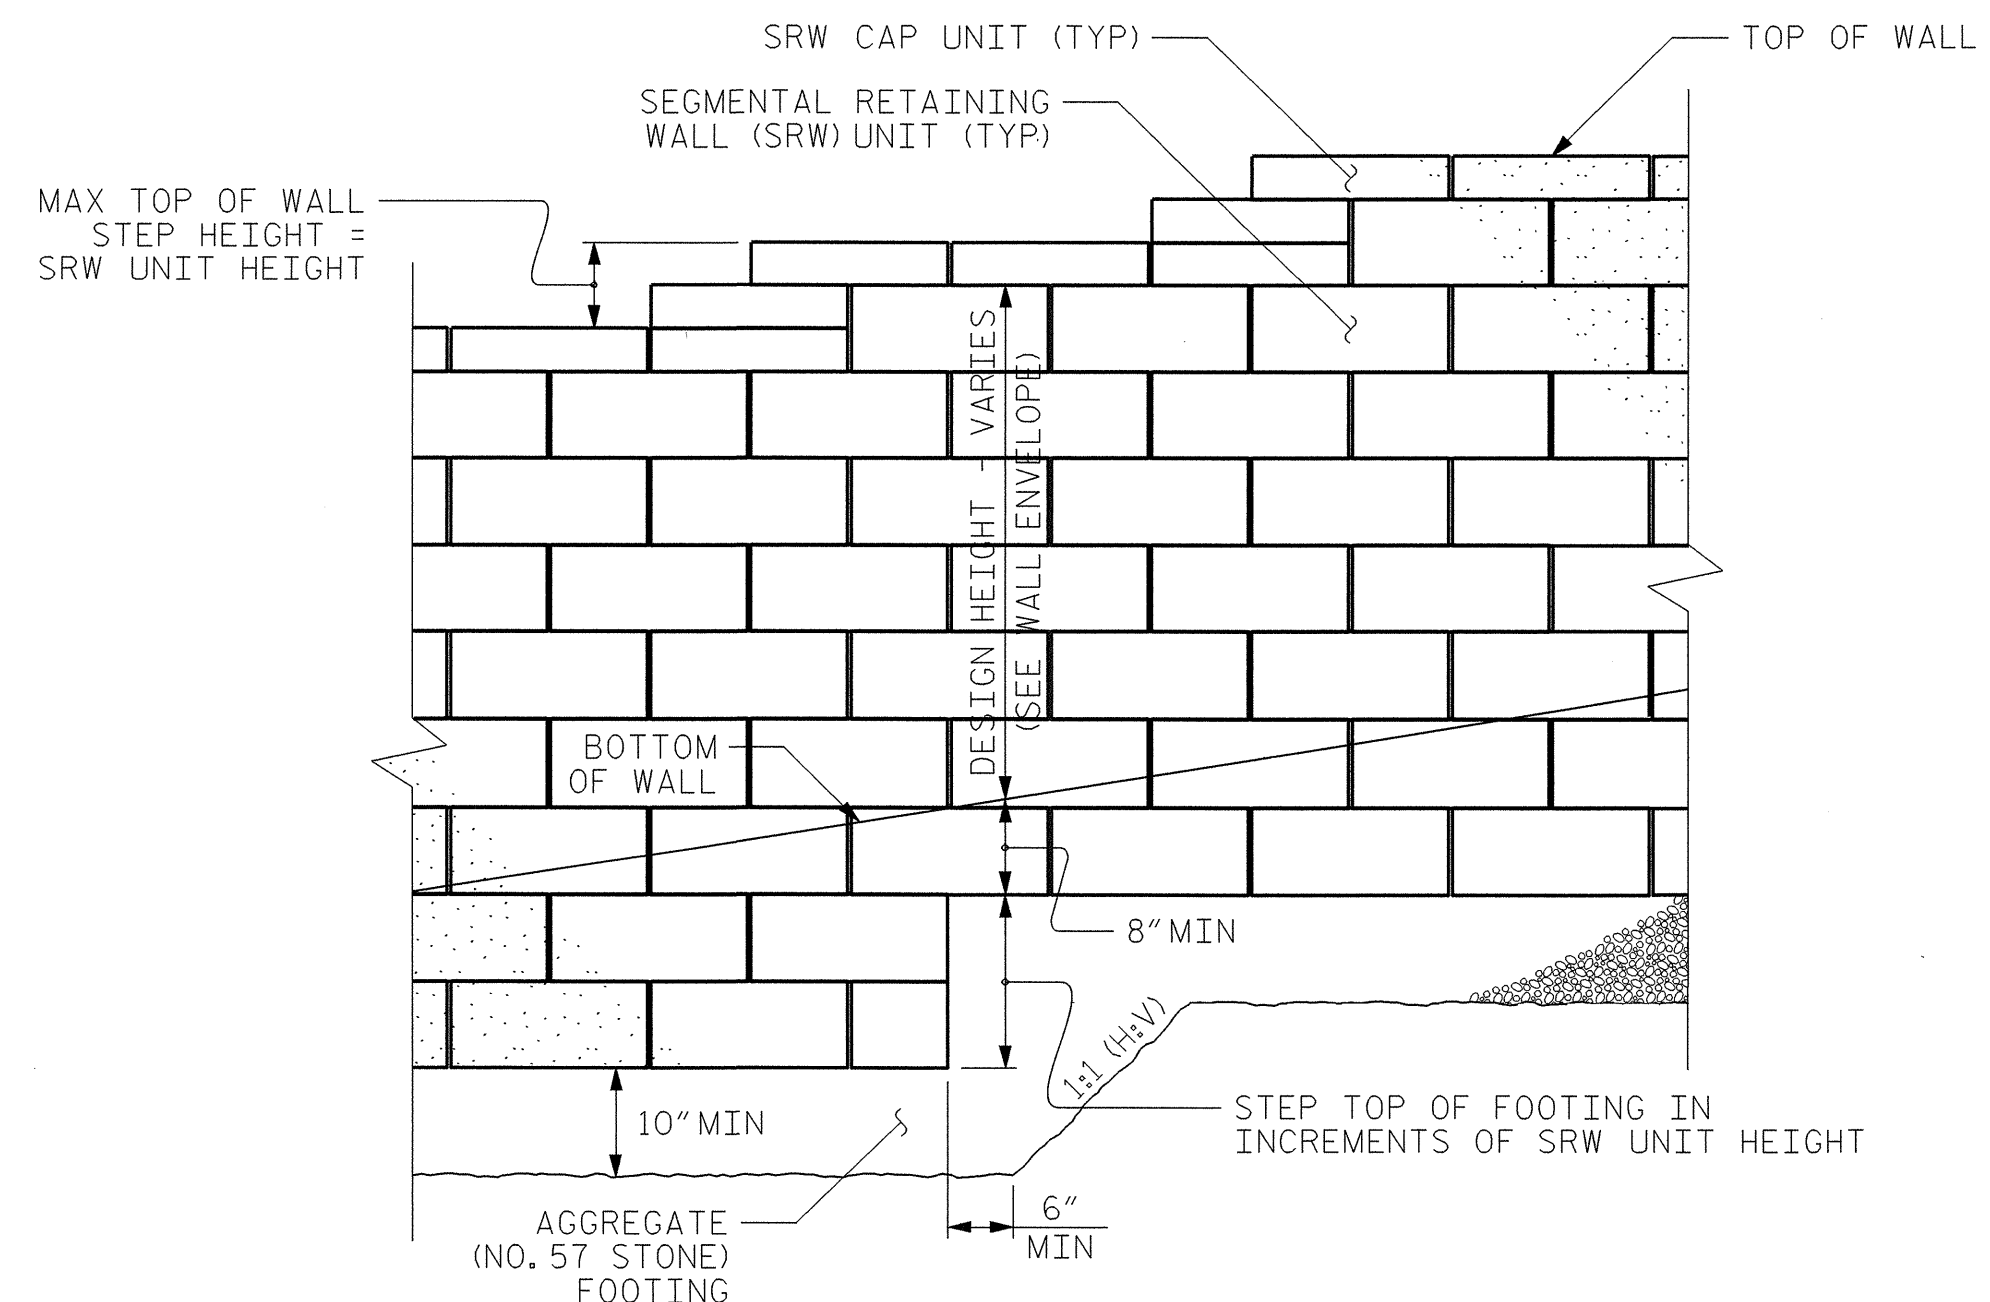 SRW CAP UNIT (TYP)
TOP OF WALL
SEGMENTAL RETAINING
WALL (SRW) UNIT (TYP)
MAX TOP OF WALL
STEP HEIGHT =
SRW UNIT HEIGHT
DESIGN HEIGHT - VARIES
(SEE WALL ENVELOPE)
BOTTOM
OF WALL
8" MIN
1:1 (H:V)
10" MIN
STEP TOP OF FOOTING IN
INCREMENTS OF SRW UNIT HEIGHT
6"
MIN
AGGREGATE
(NO. 57 STONE)
FOOTING